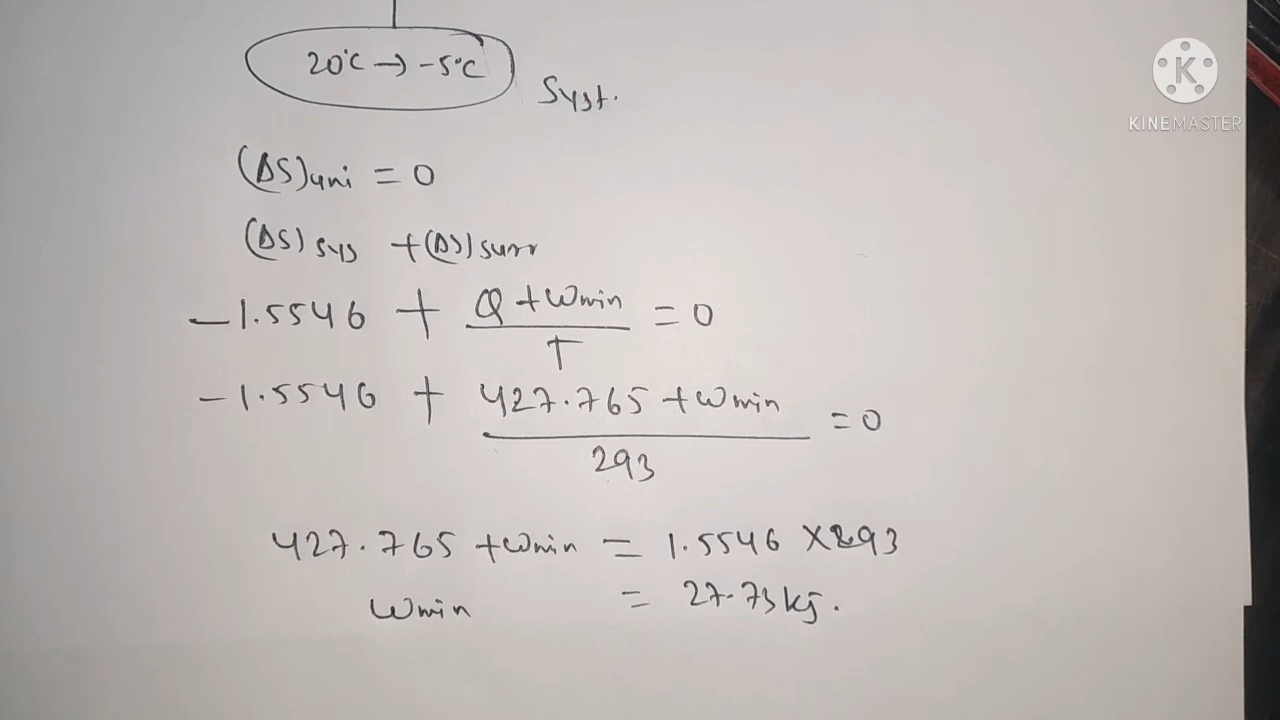 20°C → -5°C
Syst.
K
KINEMASTER
(ΔS)uni = 0
(ΔS) sys + (ΔS) surr
-1.5546 + Q + Wmin / T = 0
-1.5546 + 427.765 + Wmin / 293 = 0
427.765 + Wmin = 1.5546 X 293
Wmin = 27.73 kJ.